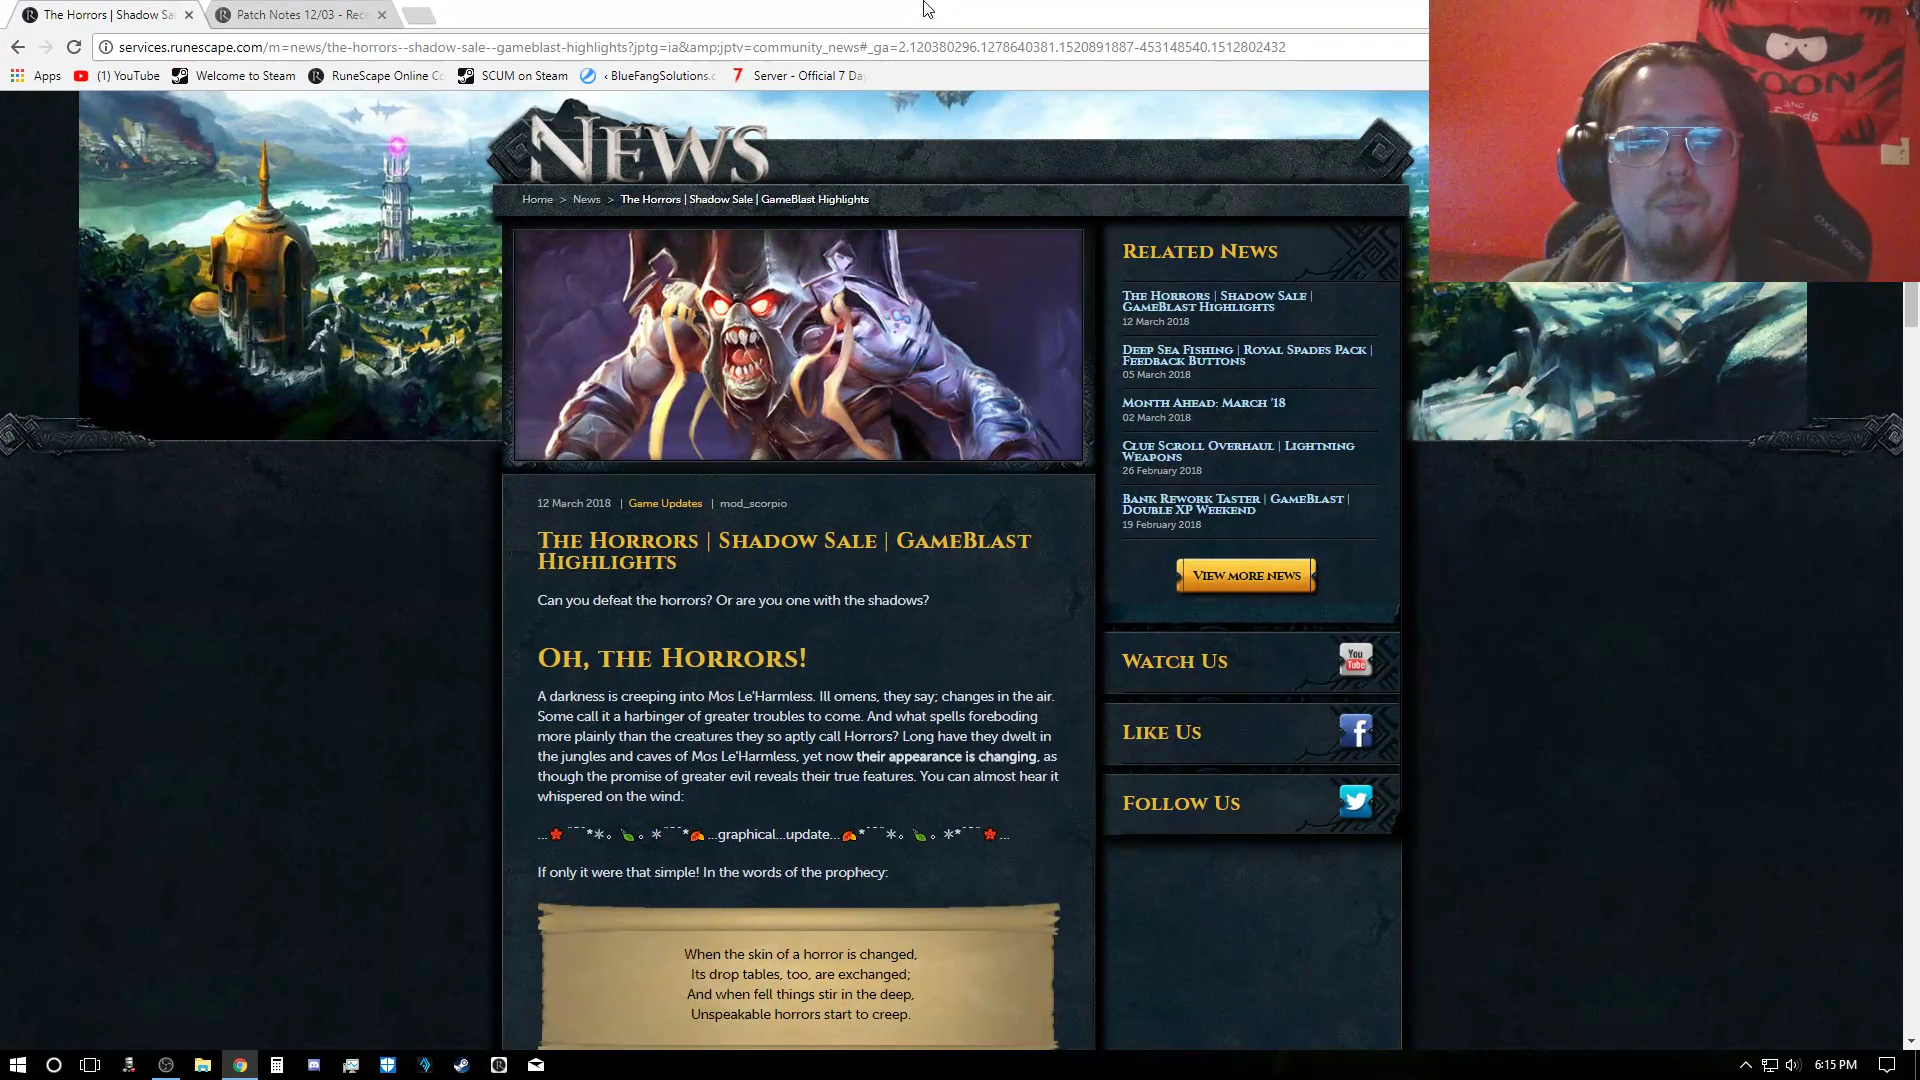 The Horrors | Shadow Sa
Patch Notes 12/03 - Rece
services.runescape.com/m=news/the-horrors--shadow-sale--gameblast-highlights?jptg=ia&amp;jptv=community_news#_ga=2.120380296.1278640381.1520891887-453148540.1512802432
Apps (1) YouTube Welcome to Steam RuneScape Online Co SCUM on Steam ‹ BlueFangSolutions.c Server - Official 7 Day
TOON
NEWS
Home > News > The Horrors | Shadow Sale | GameBlast Highlights
12 March 2018 | Game Updates | mod_scorpio
The Horrors | Shadow Sale | GameBlast
Highlights
Can you defeat the horrors? Or are you one with the shadows?
Oh, the Horrors!
A darkness is creeping into Mos Le'Harmless. Ill omens, they say; changes in the air.
Some call it a harbinger of greater troubles to come. And what spells foreboding
more plainly than the creatures they so aptly call Horrors? Long have they dwelt in
the jungles and caves of Mos Le'Harmless, yet now their appearance is changing, as
though the promise of greater evil reveals their true features. You can almost hear it
whispered on the wind:
...graphical...update...
If only it were that simple! In the words of the prophecy:
When the skin of a horror is changed,
Its drop tables, too, are exchanged;
And when fell things stir in the deep,
Unspeakable horrors start to creep.
Related News
The Horrors | Shadow Sale |
GameBlast Highlights
12 March 2018
Deep Sea Fishing | Royal Spades Pack |
Feedback Buttons
05 March 2018
Month Ahead: March '18
02 March 2018
Clue Scroll Overhaul | Lightning
Weapons
26 February 2018
Bank Rework Taster | GameBlast |
Double XP Weekend
19 February 2018
View more news
Watch Us
You
Tube
Like Us
Follow Us
6:15 PM